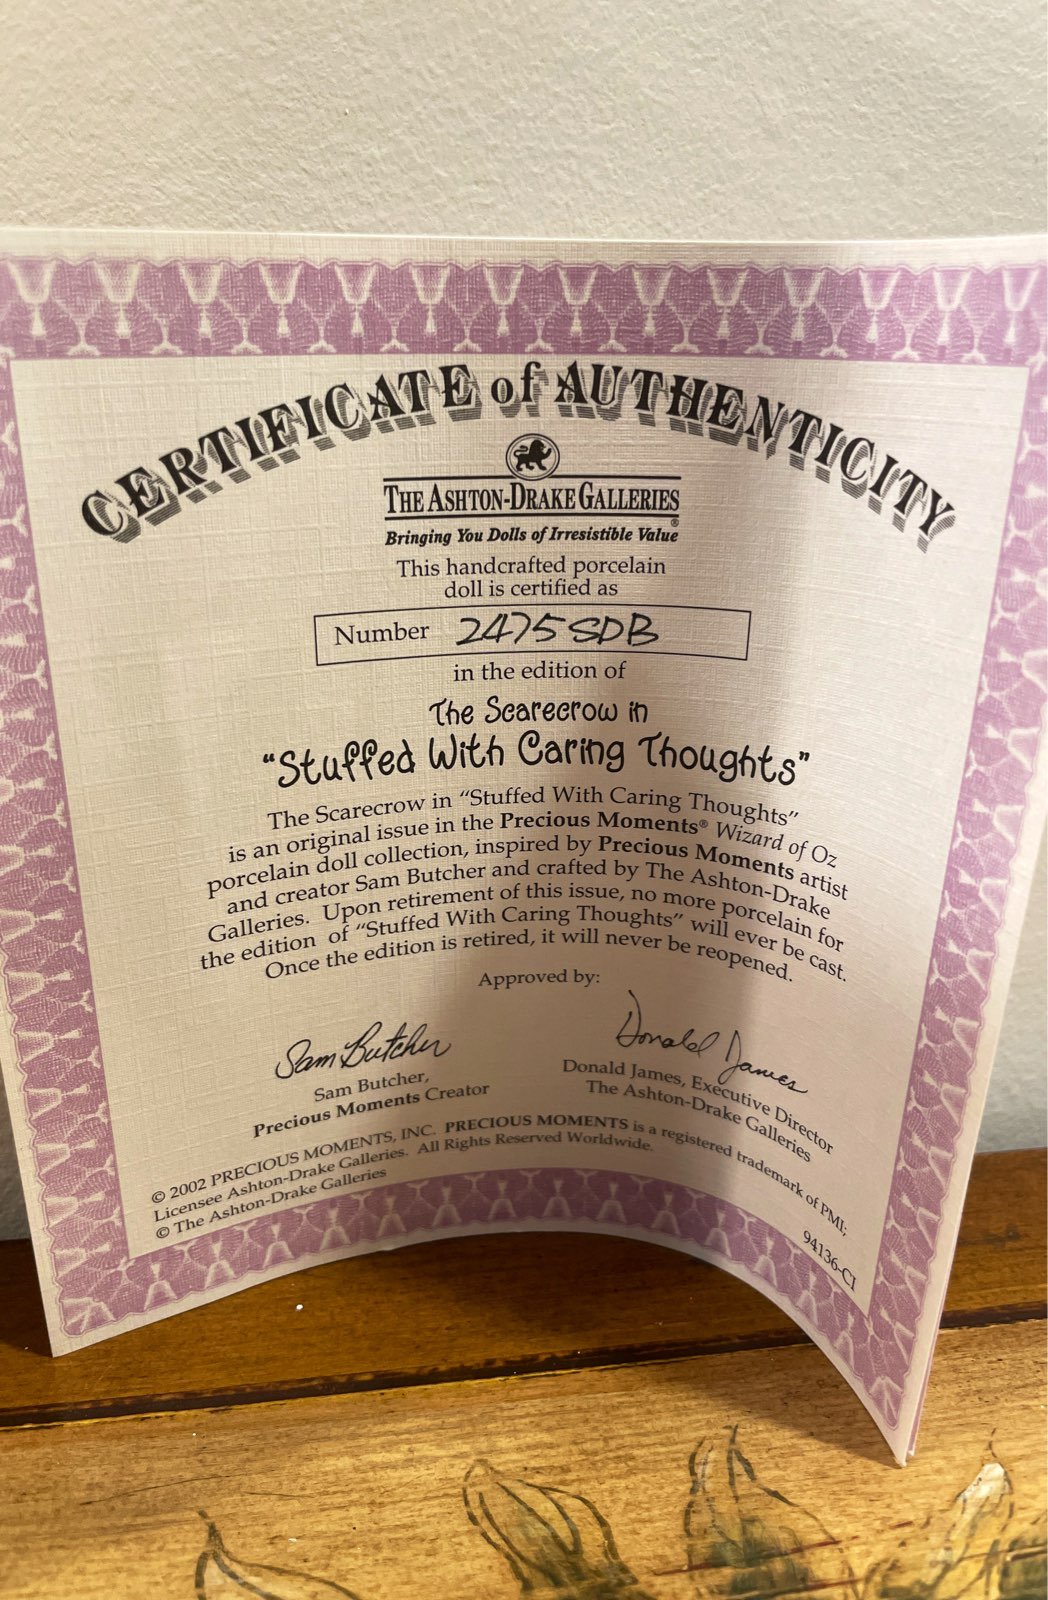 CERTIFICATE of AUTHENTICITY
THE ASHTON-DRAKE GALLERIES®
Bringing You Dolls of Irresistible Value
This handcrafted porcelain
doll is certified as
Number 2475SDB
in the edition of
The Scarecrow in
"Stuffed With Caring Thoughts"
The Scarecrow in "Stuffed With Caring Thoughts"
is an original issue in the Precious Moments® Wizard of Oz
porcelain doll collection, inspired by Precious Moments artist
and creator Sam Butcher and crafted by The Ashton-Drake
Galleries. Upon retirement of this issue, no more porcelain for
the edition of "Stuffed With Caring Thoughts" will ever be cast.
Once the edition is retired, it will never be reopened.
Approved by:
Sam Butcher
Sam Butcher,
Precious Moments Creator
Donald James
Donald James, Executive Director
The Ashton-Drake Galleries
© 2002 PRECIOUS MOMENTS, INC. PRECIOUS MOMENTS is a registered trademark of PMI;
Licensee Ashton-Drake Galleries. All Rights Reserved Worldwide.
© The Ashton-Drake Galleries
94136-CI